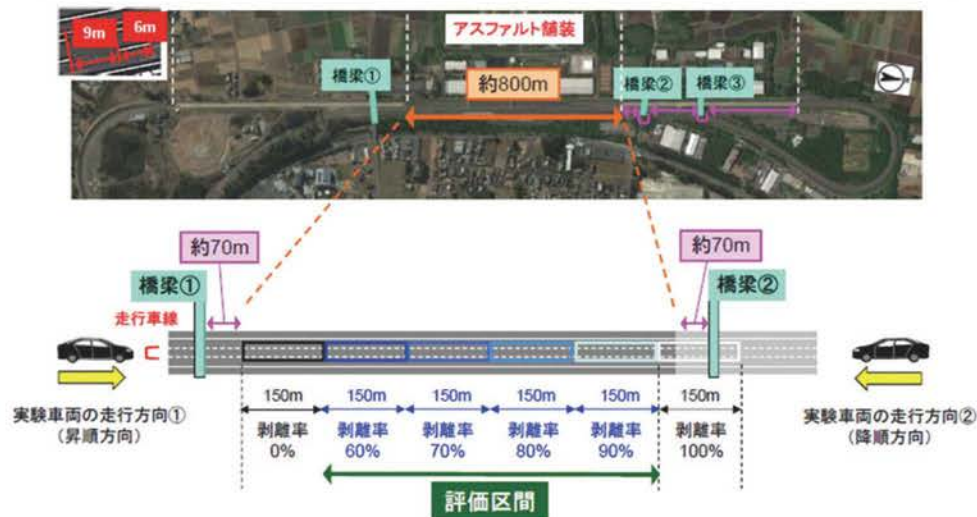 9m
6m
アスファルト舗装
橋梁①
約800m
橋梁②
橋梁③
約70m
約70m
橋梁①
橋梁②
走行車線
150m
150m
150m
150m
150m
150m
実験車両の走行方向①
(昇順方向)
剥離率
0%
剥離率
60%
剥離率
70%
剥離率
80%
剥離率
90%
剥離率
100%
実験車両の走行方向②
(降順方向)
評価区間